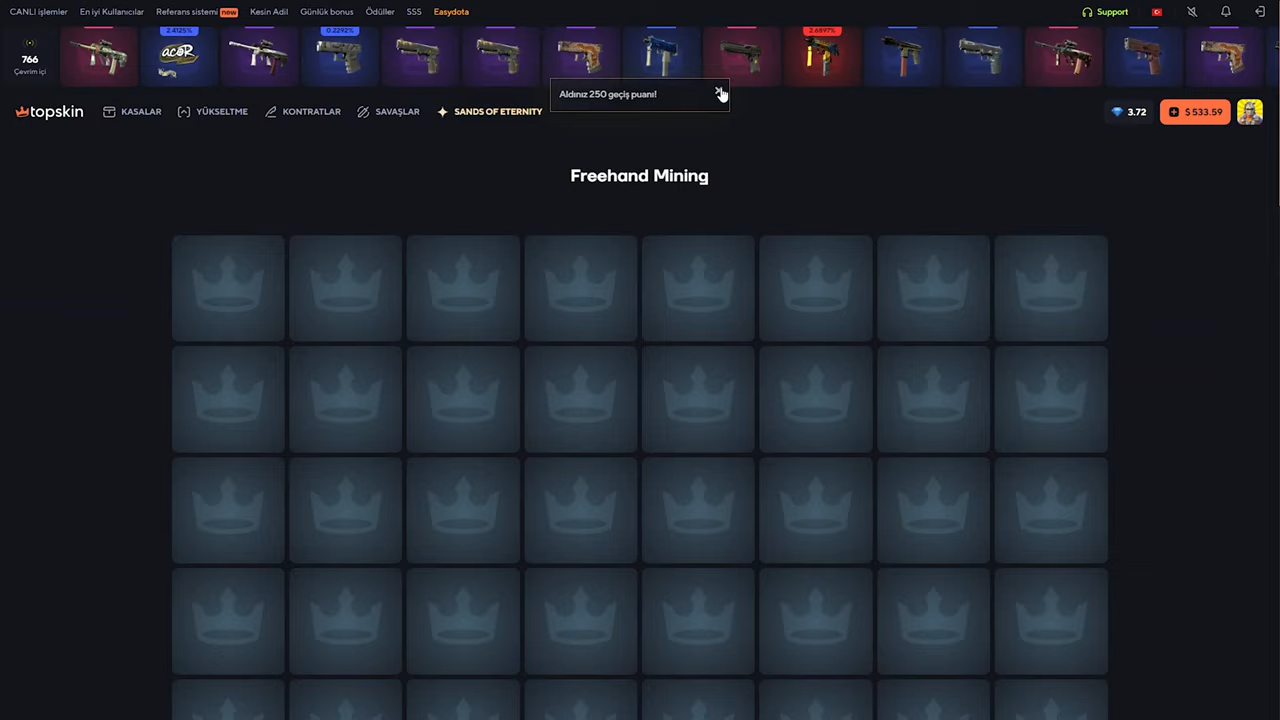 CANLI işlemler En iyi Kullanıcılar Referans sistemi new Kesin Adil Günlük bonus Ödüller SSS Easydota Support
2.4125% 0.2292% 2.6897%
766
Çevrim içi
acoR
Aldınız 250 geçiş puanı!
topskin KASALAR YÜKSELTME KONTRATLAR SAVAŞLAR SANDS OF ETERNITY 3.72 $ 533.59
Freehand Mining